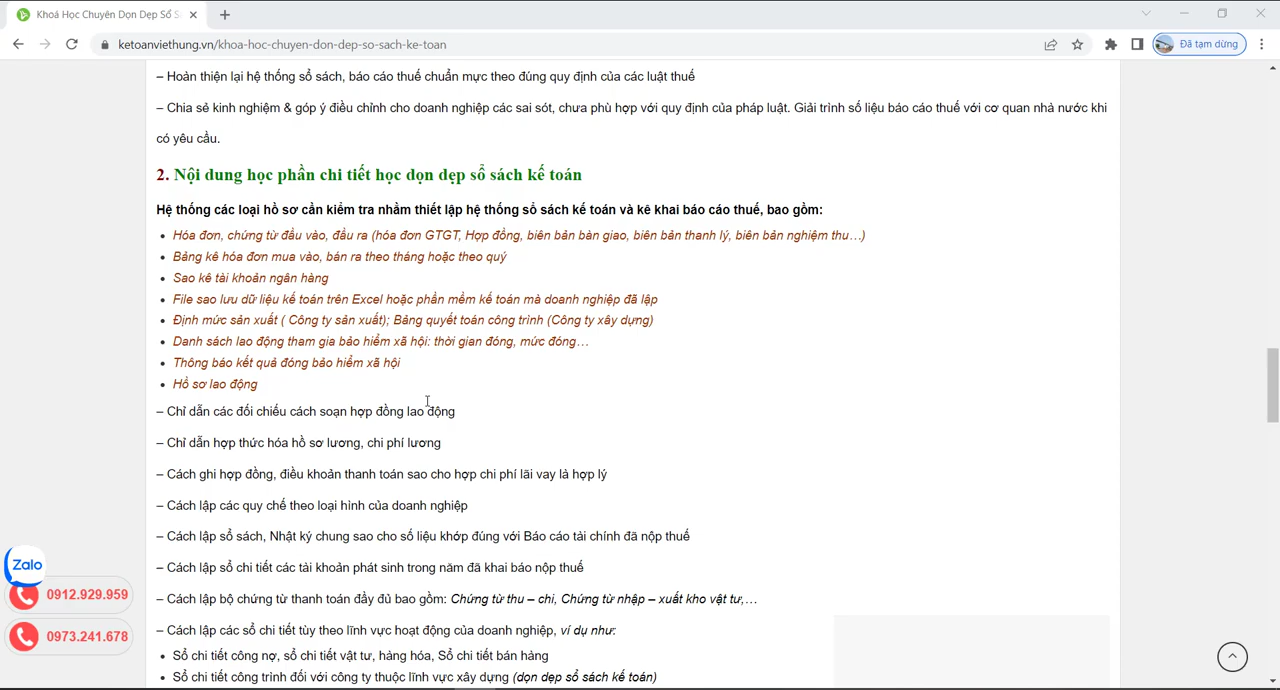 Khoá Học Chuyên Dọn Dẹp Sổ S
ketoanviethung.vn/khoa-hoc-chuyen-don-dep-so-sach-ke-toan
Đã tạm dừng
– Hoàn thiện lại hệ thống sổ sách, báo cáo thuế chuẩn mực theo đúng quy định của các luật thuế
– Chia sẻ kinh nghiệm & góp ý điều chỉnh cho doanh nghiệp các sai sót, chưa phù hợp với quy định của pháp luật. Giải trình số liệu báo cáo thuế với cơ quan nhà nước khi
có yêu cầu.
2. Nội dung học phần chi tiết học dọn dẹp sổ sách kế toán
Hệ thống các loại hồ sơ cần kiểm tra nhằm thiết lập hệ thống sổ sách kế toán và kê khai báo cáo thuế, bao gồm:
• Hóa đơn, chứng từ đầu vào, đầu ra (hóa đơn GTGT, Hợp đồng, biên bản bàn giao, biên bản thanh lý, biên bản nghiệm thu…)
• Bảng kê hóa đơn mua vào, bán ra theo tháng hoặc theo quý
• Sao kê tài khoản ngân hàng
• File sao lưu dữ liệu kế toán trên Excel hoặc phần mềm kế toán mà doanh nghiệp đã lập
• Định mức sản xuất ( Công ty sản xuất); Bảng quyết toán công trình (Công ty xây dựng)
• Danh sách lao động tham gia bảo hiểm xã hội: thời gian đóng, mức đóng…
• Thông báo kết quả đóng bảo hiểm xã hội
• Hồ sơ lao động
– Chỉ dẫn các đối chiếu cách soạn hợp đồng lao động
– Chỉ dẫn hợp thức hóa hồ sơ lương, chi phí lương
– Cách ghi hợp đồng, điều khoản thanh toán sao cho hợp chi phí lãi vay là hợp lý
– Cách lập các quy chế theo loại hình của doanh nghiệp
– Cách lập sổ sách, Nhật ký chung sao cho số liệu khớp đúng với Báo cáo tài chính đã nộp thuế
– Cách lập sổ chi tiết các tài khoản phát sinh trong năm đã khai báo nộp thuế
– Cách lập bộ chứng từ thanh toán đầy đủ bao gồm: Chứng từ thu – chi, Chứng từ nhập – xuất kho vật tư,…
– Cách lập các sổ chi tiết tùy theo lĩnh vực hoạt động của doanh nghiệp, ví dụ như:
• Sổ chi tiết công nợ, sổ chi tiết vật tư, hàng hóa, Sổ chi tiết bán hàng
• Sổ chi tiết công trình đối với công ty thuộc lĩnh vực xây dựng (dọn dẹp sổ sách kế toán)
Zalo
0912.929.959
0973.241.678